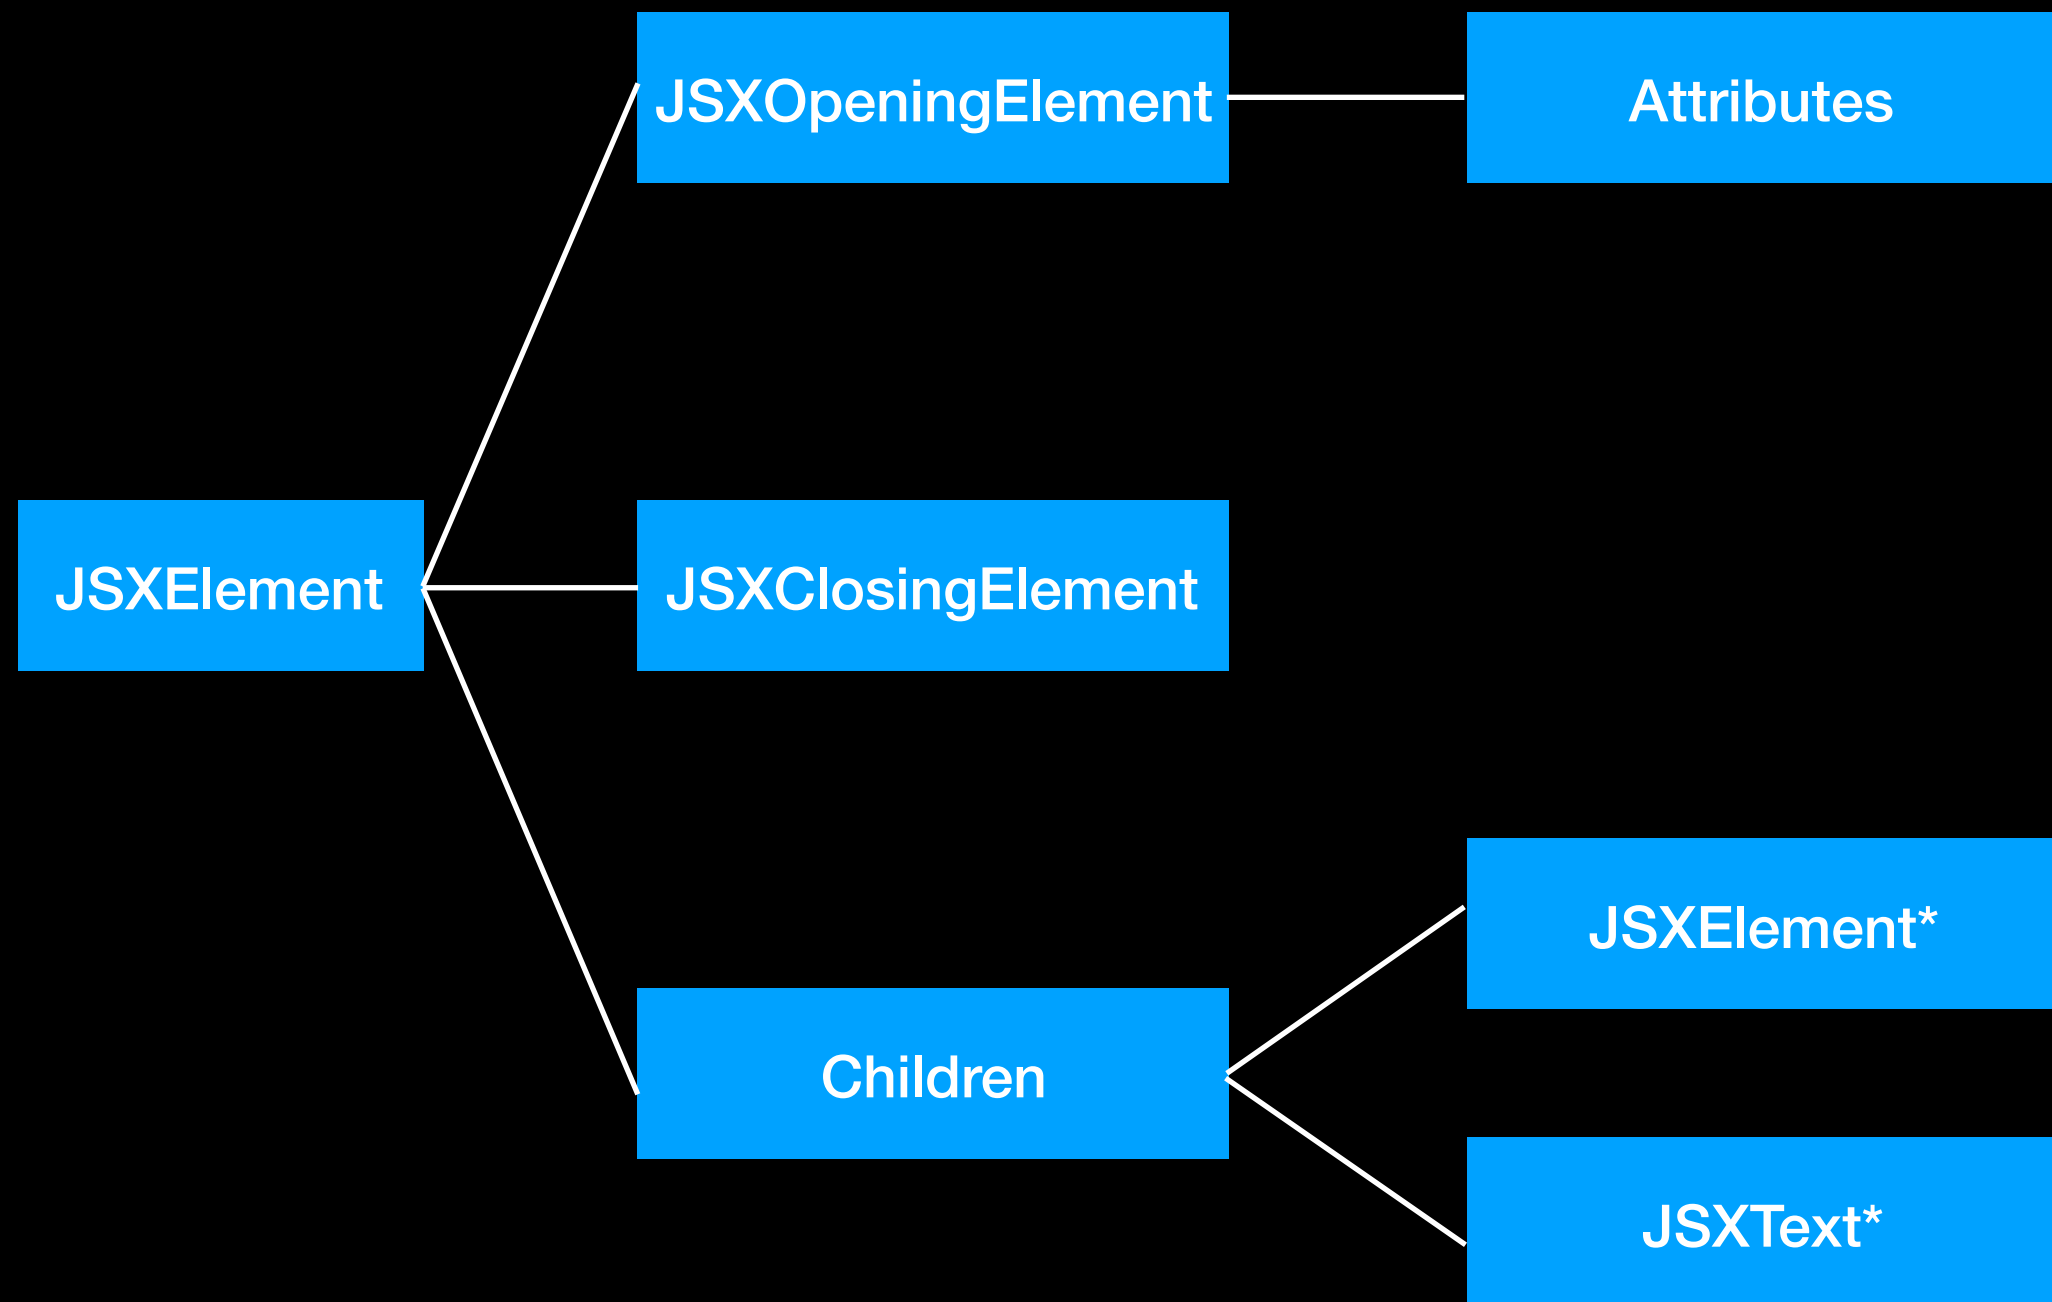 JSXOpeningElement
Attributes
JSXElement
JSXClosingElement
JSXElement*
Children
JSXText*